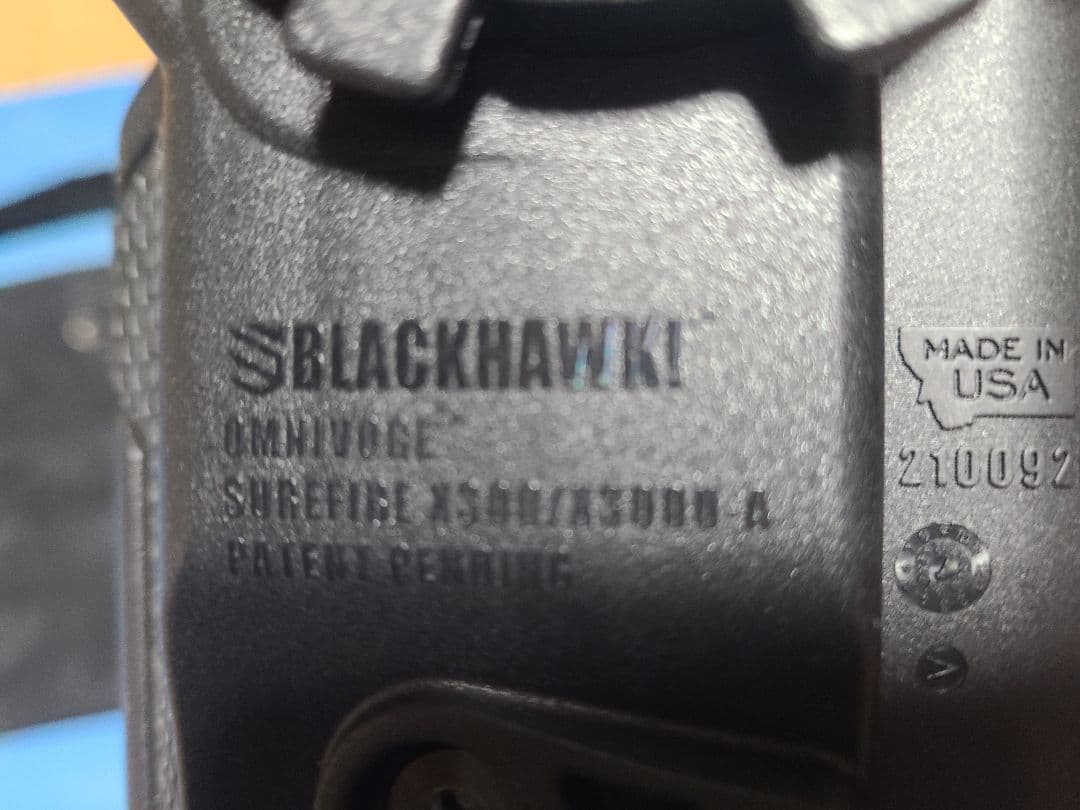 BLACKHAWK!
OMNIVORE
SUREFIRE X300/X300U-A
PATENT PENDING
MADE IN
USA
210092